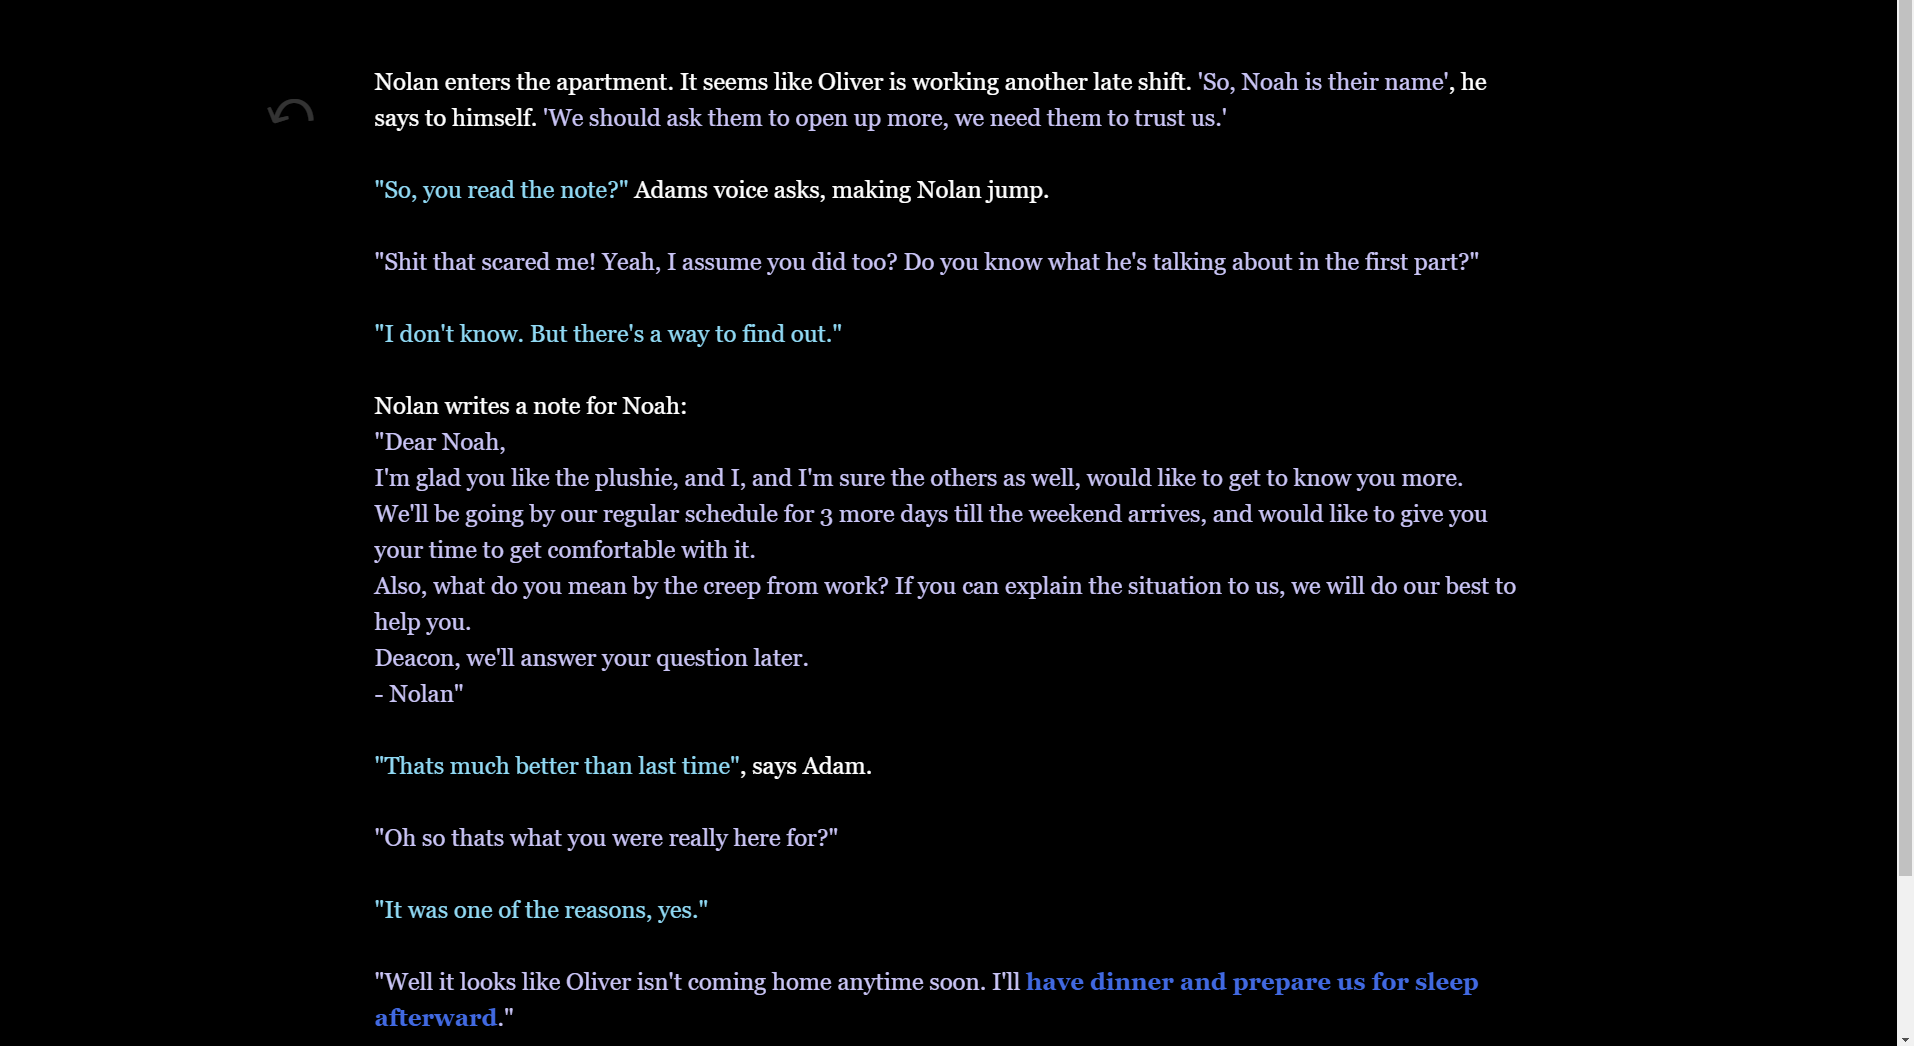 Nolan enters the apartment. It seems like Oliver is working another late shift. 'So, Noah is their name', he
says to himself. 'We should ask them to open up more, we need them to trust us.'
"So, you read the note?" Adams voice asks, making Nolan jump.
"Shit that scared me! Yeah, I assume you did too? Do you know what he's talking about in the first part?"
"I don't know. But there's a way to find out."
Nolan writes a note for Noah:
"Dear Noah,
I'm glad you like the plushie, and I, and I'm sure the others as well, would like to get to know you more.
We'll be going by our regular schedule for 3 more days till the weekend arrives, and would like to give you
your time to get comfortable with it.
Also, what do you mean by the creep from work? If you can explain the situation to us, we will do our best to
help you.
Deacon, we'll answer your question later.
- Nolan"
"Thats much better than last time", says Adam.
"Oh so thats what you were really here for?"
"It was one of the reasons, yes."
"Well it looks like Oliver isn't coming home anytime soon. I'll have dinner and prepare us for sleep
afterward."